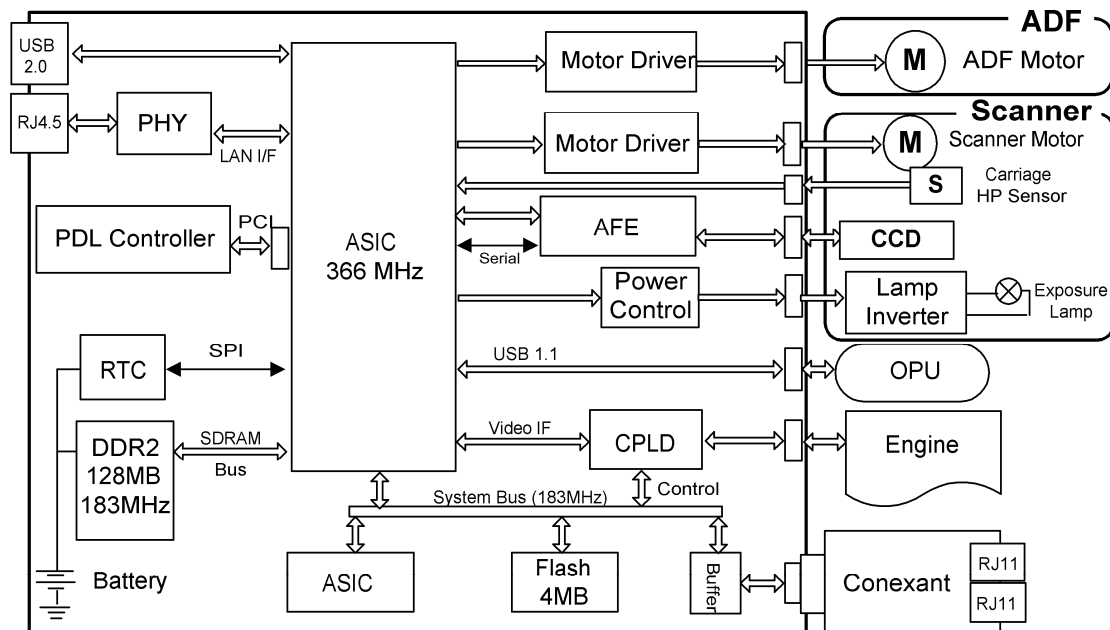 USB
2.0
RJ4.5
PHY
LAN I/F
PDL Controller
PCI
RTC
SPI
DDR2
128MB
183MHz
SDRAM
Bus
Battery
ASIC
366 MHz
Motor Driver
Motor Driver
AFE
Serial
Power
Control
USB 1.1
Video IF
CPLD
Control
System Bus (183MHz)
ASIC
Flash
4MB
Buffer
ADF
M
ADF Motor
Scanner
M
Scanner Motor
S
Carriage
HP Sensor
CCD
Lamp
Inverter
Exposure
Lamp
OPU
Engine
Conexant
RJ11
RJ11